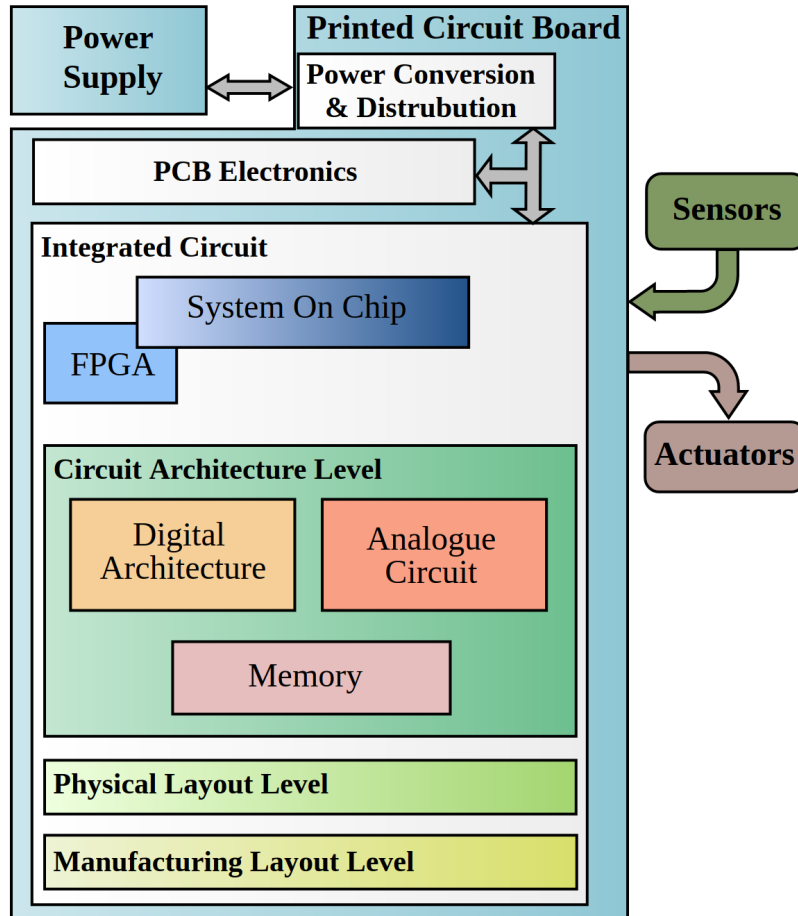 Power
Supply
Printed Circuit Board
Power Conversion
& Distrubution
PCB Electronics
Sensors
Integrated Circuit
System On Chip
FPGA
Actuators
Circuit Architecture Level
Digital
Architecture
Analogue
Circuit
Memory
Physical Layout Level
Manufacturing Layout Level